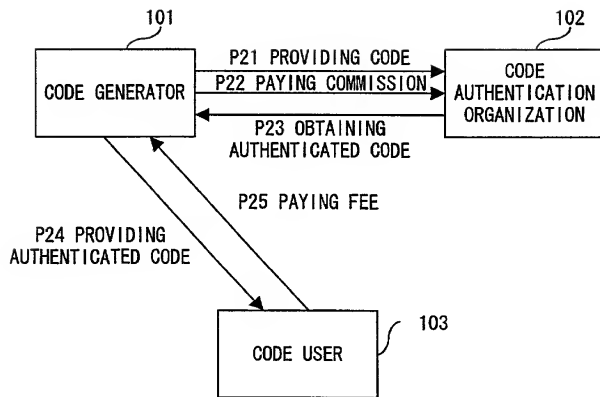 101
102
CODE GENERATOR
P21 PROVIDING CODE
P22 PAYING COMMISSION
P23 OBTAINING
AUTHENTICATED CODE
CODE
AUTHENTICATION
ORGANIZATION
P25 PAYING FEE
P24 PROVIDING
AUTHENTICATED CODE
CODE USER
103